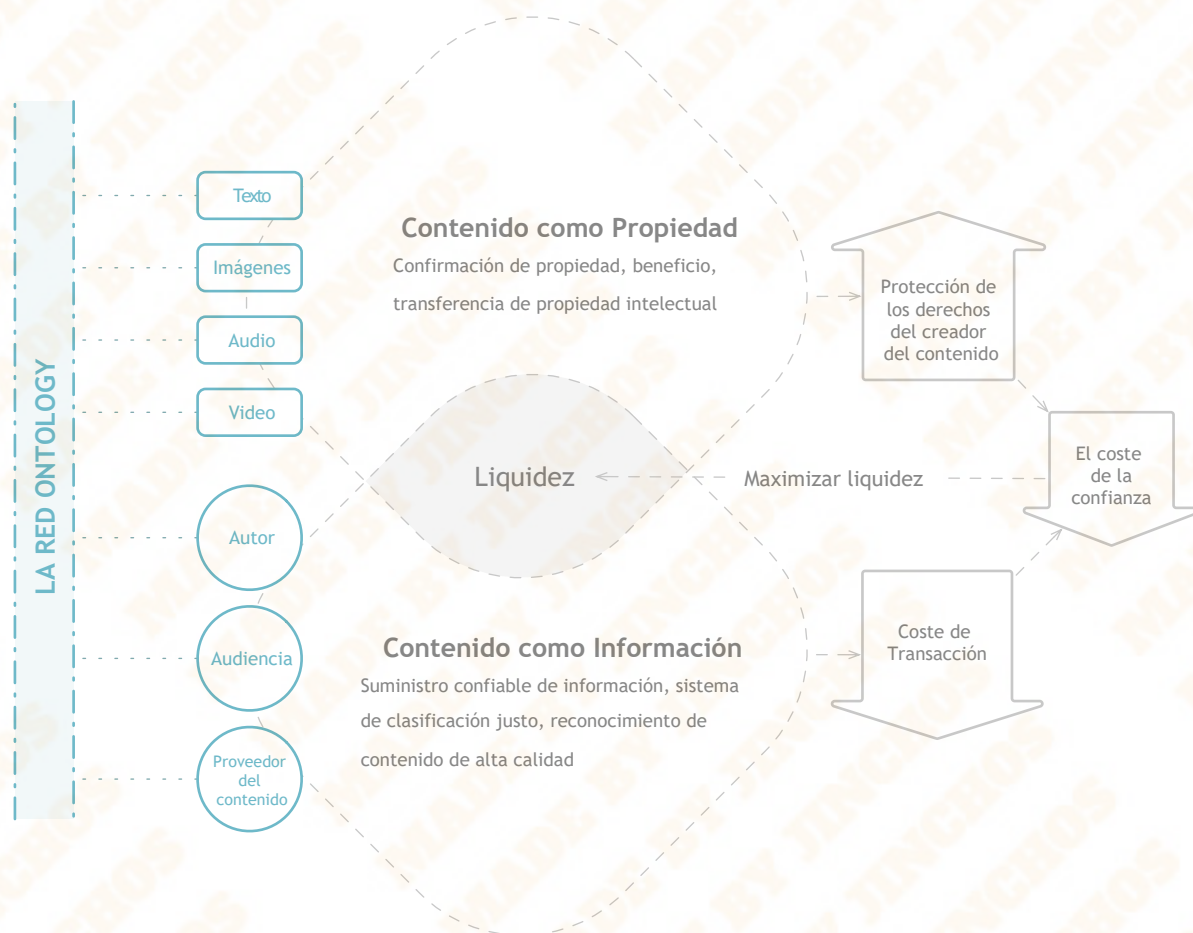 LA RED ONTOLOGY
Texto
Imágenes
Audio
Video
Autor
Audiencia
Proveedor
del
contenido
Contenido como Propiedad
Confirmación de propiedad, beneficio,
transferencia de propiedad intelectual
Liquidez
Maximizar liquidez
Contenido como Información
Suministro confiable de información, sistema
de clasificación justo, reconocimiento de
contenido de alta calidad
Protección de
los derechos
del creador
del contenido
El coste
de la
confianza
Coste de
Transacción
MADE BY JINCHOS